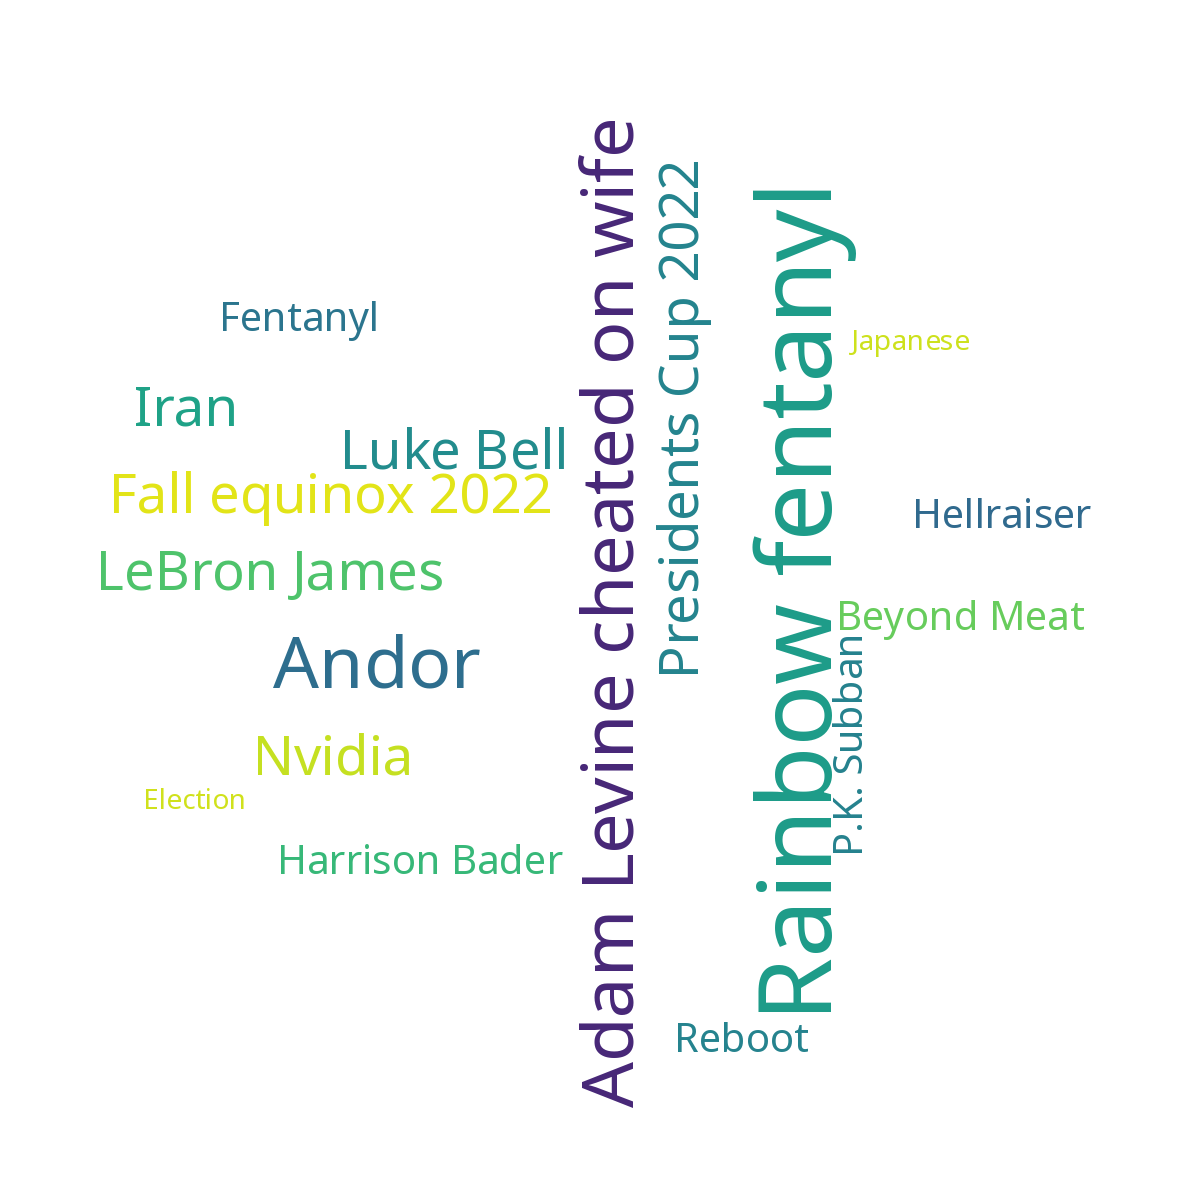 Adam Levine cheated on wife
Presidents Cup 2022
Rainbow fentanyl
Fentanyl
Japanese
Iran
Luke Bell
Fall equinox 2022
Hellraiser
LeBron James
Beyond Meat
P.K. Subban
Andor
Nvidia
Election
Harrison Bader
Reboot